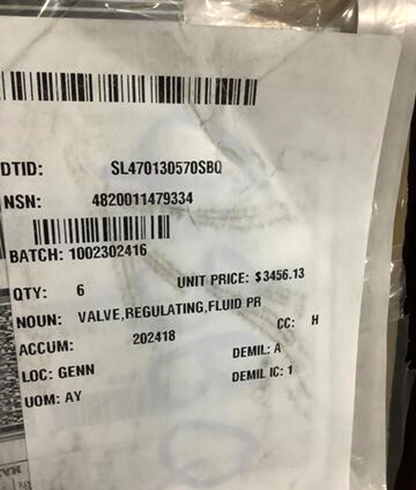 DTID: SL470130570SBQ
NSN: 4820011479334
BATCH: 1002302416
QTY: 6 UNIT PRICE: $3456.13
NOUN: VALVE,REGULATING,FLUID PR
ACCUM: 202418 CC: H
LOC: GENN DEMIL: A
UOM: AY DEMIL IC: 1